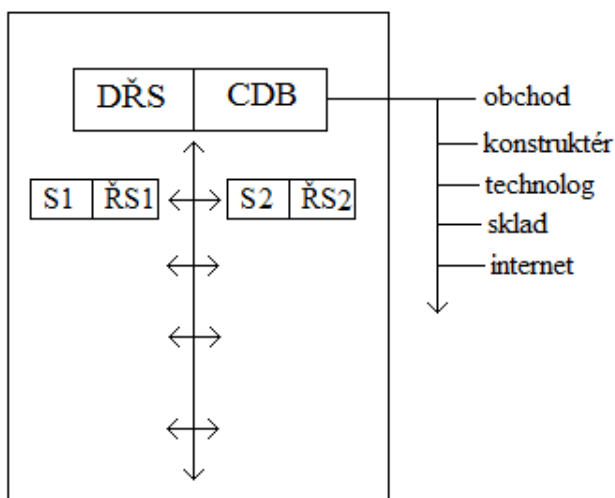 DŘS CDB
obchod
konstruktér
technolog
sklad
internet
S1 ŘS1
S2 ŘS2